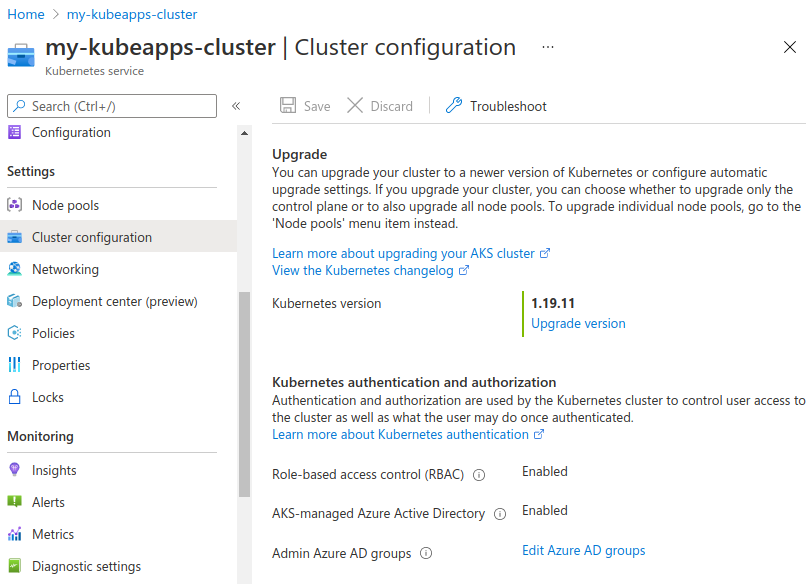 Home > my-kubeapps-cluster
my-kubeapps-cluster | Cluster configuration ...
Kubernetes service
Search (Ctrl+/)
«
Configuration
Settings
Node pools
Cluster configuration
Networking
Deployment center (preview)
Policies
Properties
Locks
Monitoring
Insights
Alerts
Metrics
Diagnostic settings
Save Discard Troubleshoot
Upgrade
You can upgrade your cluster to a newer version of Kubernetes or configure automatic
upgrade settings. If you upgrade your cluster, you can choose whether to upgrade only the
control plane or to also upgrade all node pools. To upgrade individual node pools, go to the
'Node pools' menu item instead.
Learn more about upgrading your AKS cluster
View the Kubernetes changelog
Kubernetes version 1.19.11
Upgrade version
Kubernetes authentication and authorization
Authentication and authorization are used by the Kubernetes cluster to control user access to
the cluster as well as what the user may do once authenticated.
Learn more about Kubernetes authentication
Role-based access control (RBAC) Enabled
AKS-managed Azure Active Directory Enabled
Admin Azure AD groups Edit Azure AD groups